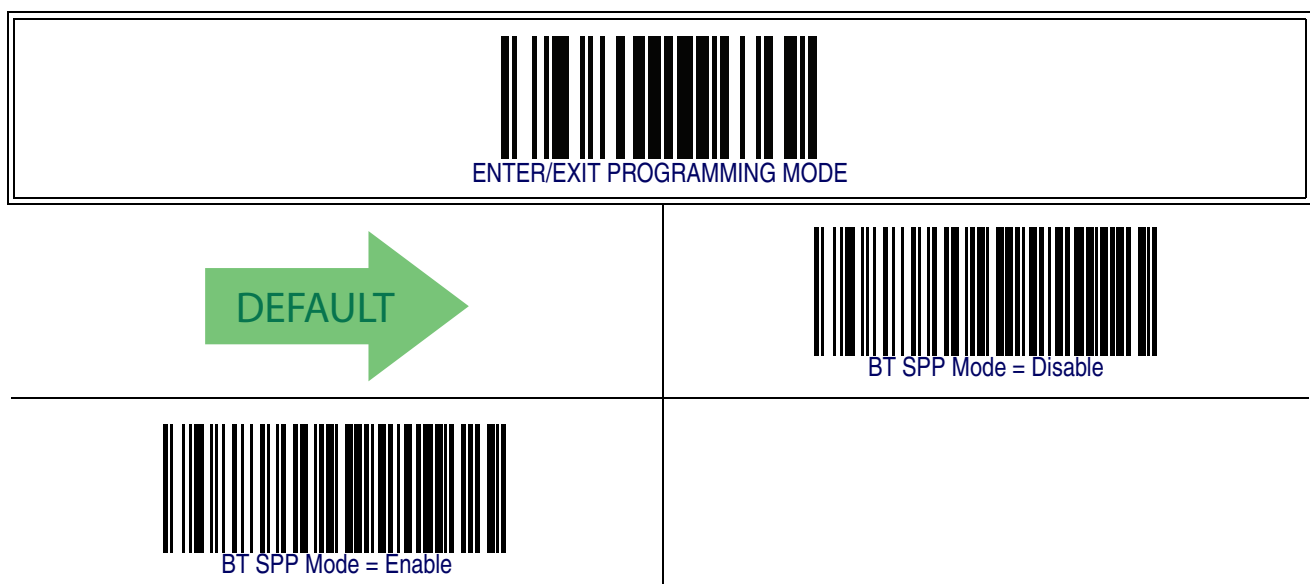 ENTER/EXIT PROGRAMMING MODE
DEFAULT
BT SPP Mode = Disable
BT SPP Mode = Enable